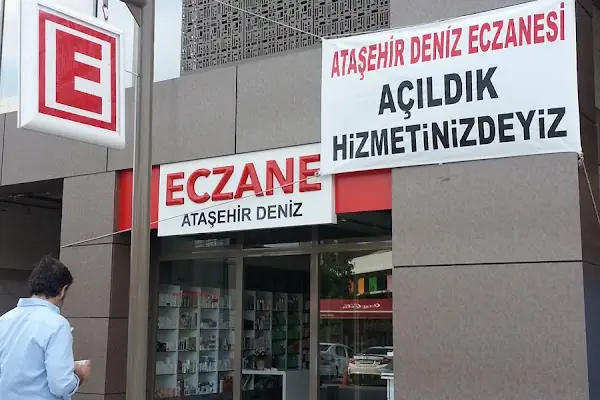 E
ATAŞEHİR DENİZ ECZANESİ
AÇILDIK
HİZMETİNİZDEYİZ
ECZANE
ATAŞEHİR DENİZ